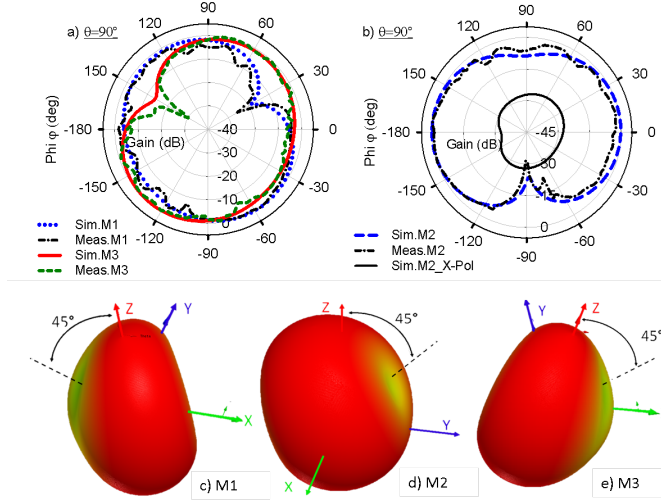 a) θ=90°
90
120
60
150
30
-180
0
-150
-30
-120
-60
-90
Phi φ (deg)
Gain (dB)
-40
-30
-20
-10
0
Sim.M1
Meas.M1
Sim.M3
Meas.M3
b) θ=90°
90
120
60
150
30
-180
0
-150
-30
-120
-60
-90
Phi φ (deg)
Gain (dB)
-45
-30
-15
0
Sim.M2
Meas.M2
Sim.M2_X-Pol
45°
Z
Y
X
c) M1
Z
45°
Y
X
d) M2
Y
Z
45°
e) M3